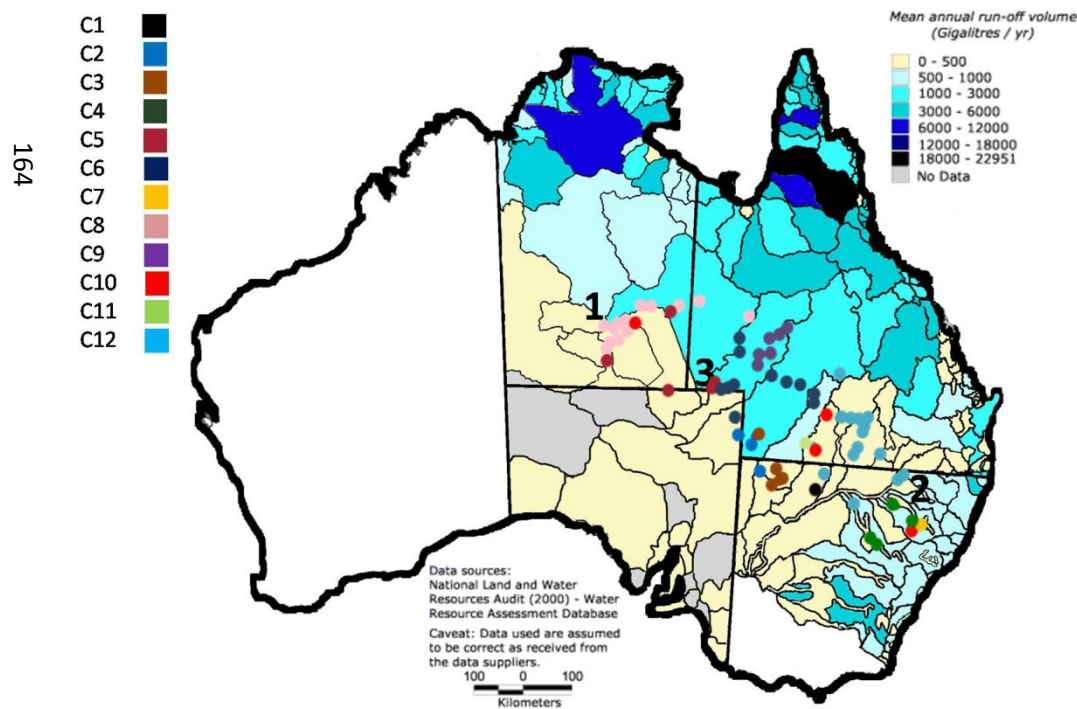 C1
C2
C3
C4
C5
C6
C7
C8
C9
C10
C11
C12
164
Mean annual run-off volume
(Gigalitres / yr)
0 - 500
500 - 1000
1000 - 3000
3000 - 6000
6000 - 12000
12000 - 18000
18000 - 22951
No Data
1
3
2
Data sources:
National Land and Water
Resources Audit (2000) - Water
Resource Assessment Database
Caveat: Data used are assumed
to be correct as received from
the data suppliers.
100 0 100
Kilometers